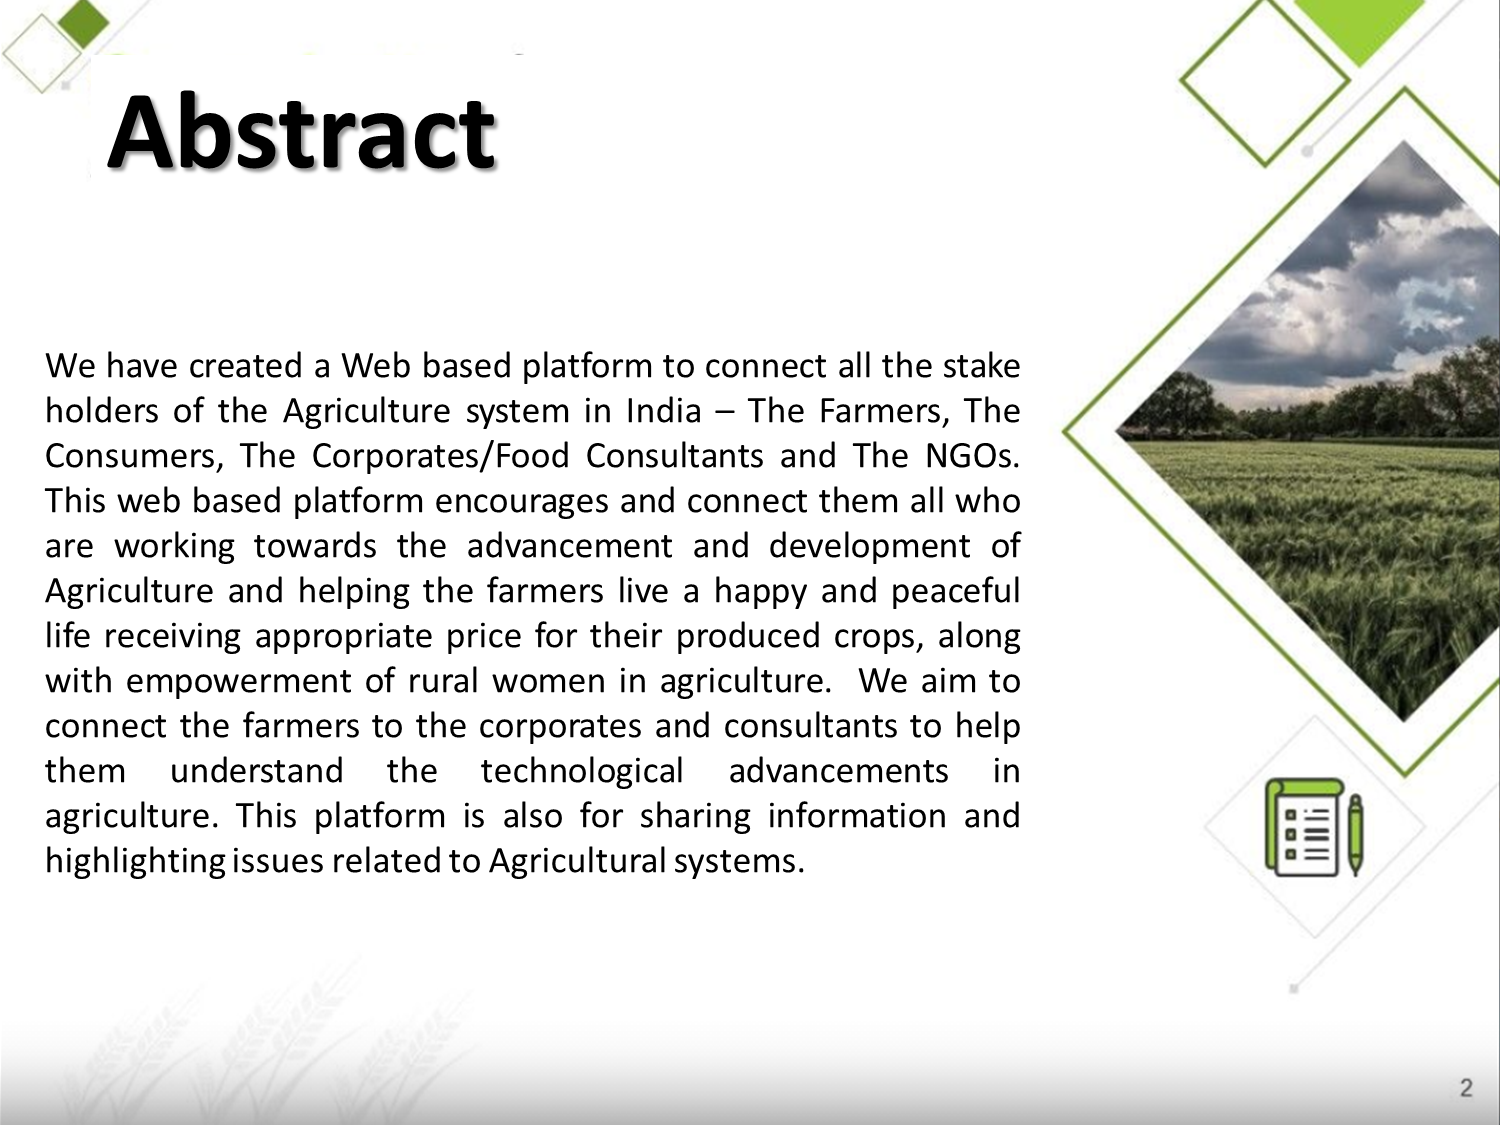 Abstract
We have created a Web based platform to connect all the stake
holders of the Agriculture system in India – The Farmers, The
Consumers, The Corporates/Food Consultants and The NGOs.
This web based platform encourages and connect them all who
are working towards the advancement and development of
Agriculture and helping the farmers live a happy and peaceful
life receiving appropriate price for their produced crops, along
with empowerment of rural women in agriculture. We aim to
connect the farmers to the corporates and consultants to help
them understand the technological advancements in
agriculture. This platform is also for sharing information and
highlighting issues related to Agricultural systems.
2